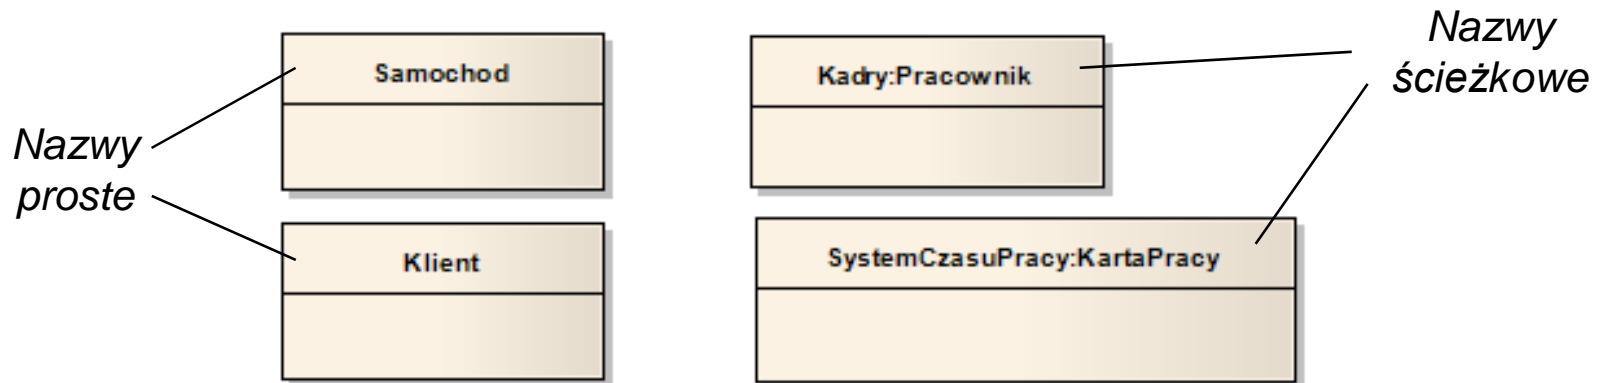 Nazwy
proste
Samochod
Klient
Kadry:Pracownik
SystemCzasuPracy:KartaPracy
Nazwy
ścieżkowe